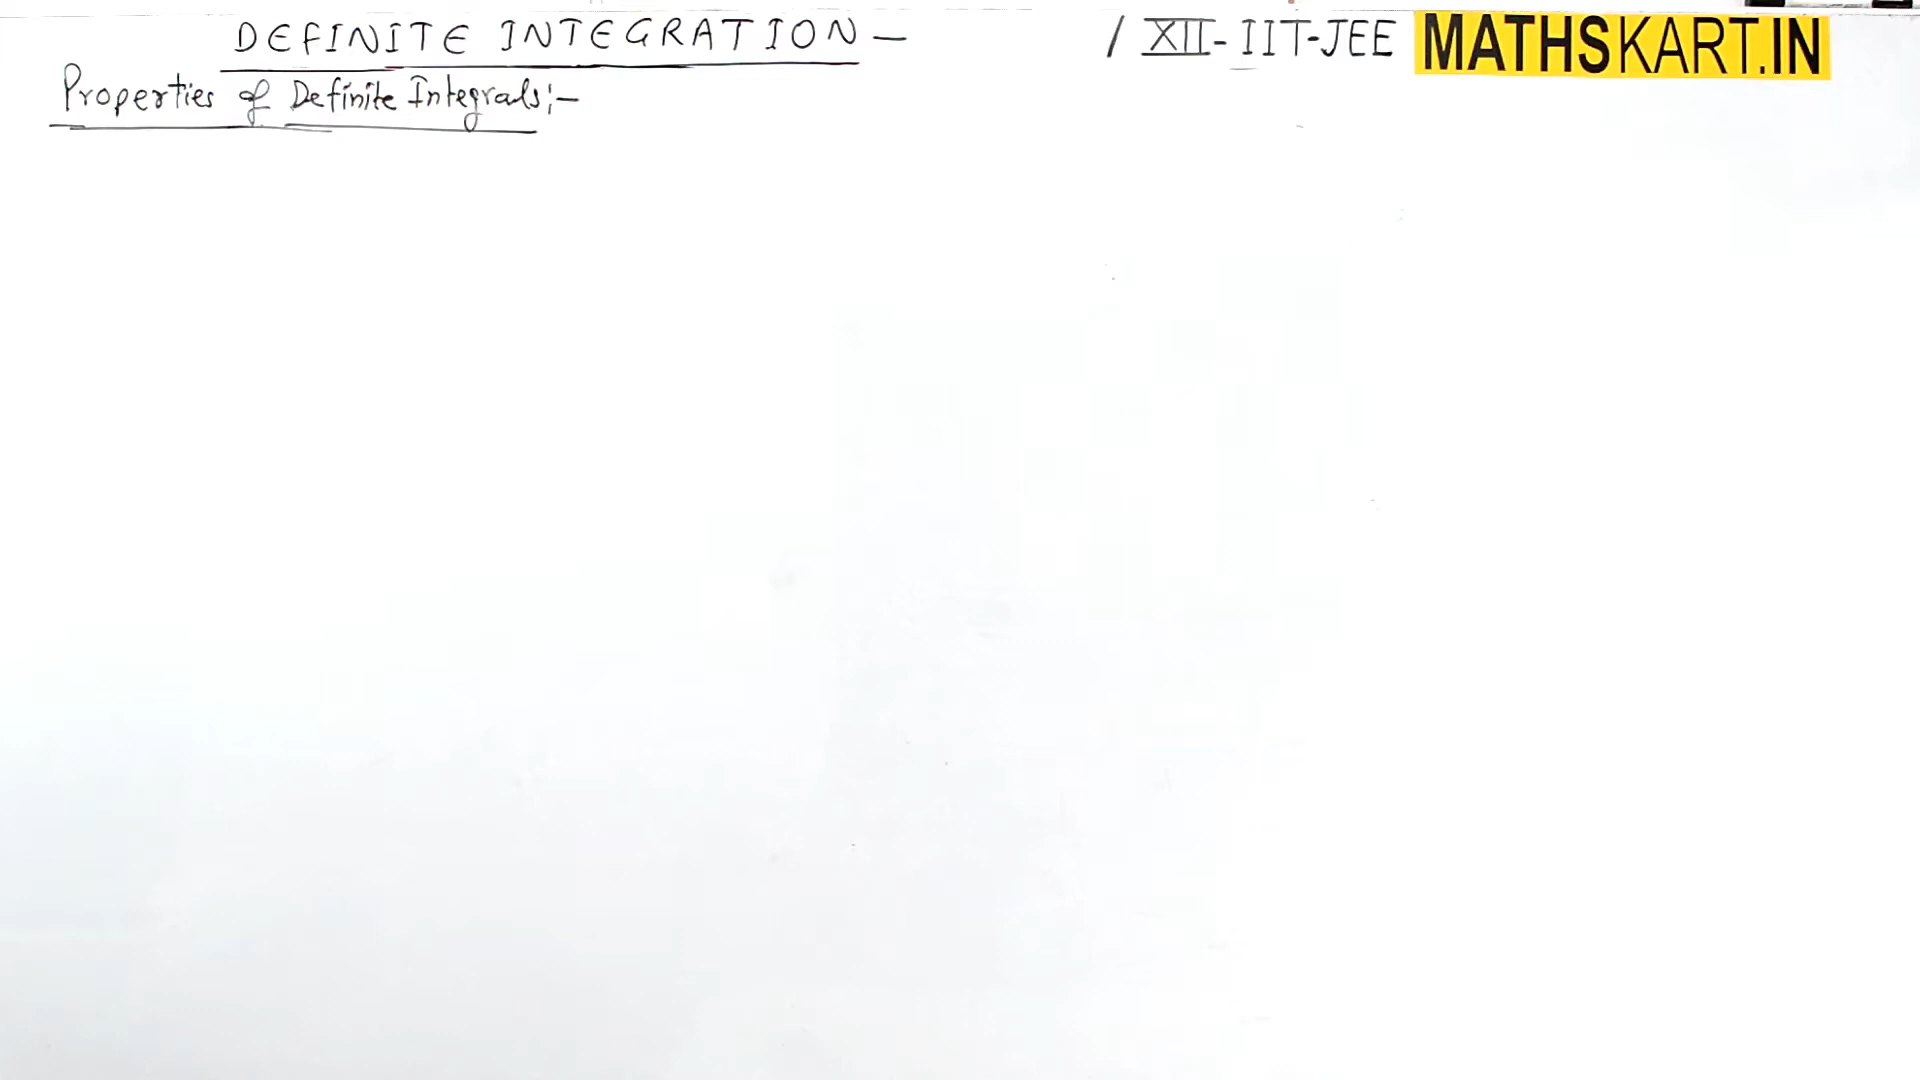 DEFINITE INTEGRATION — / XII-IIT-JEE MATHSKART.IN
Properties of Definite Integrals:—